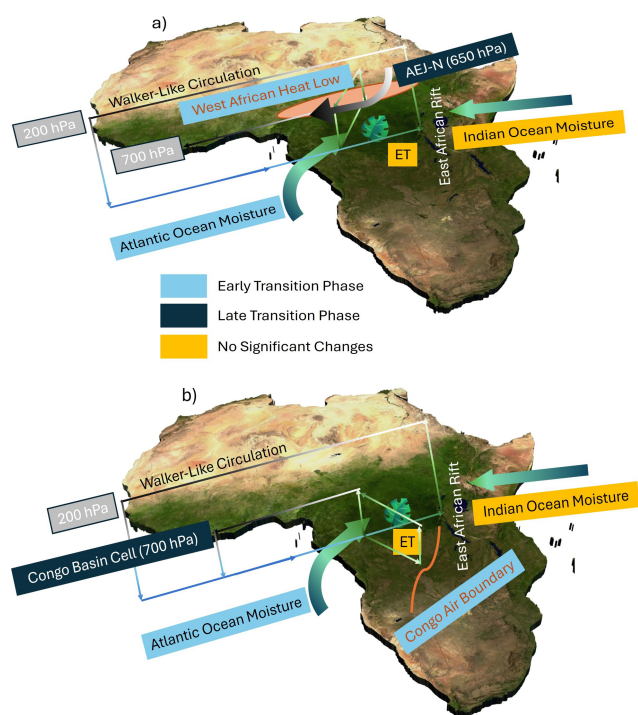 a)
Walker-Like Circulation
AEJ-N (650 hPa)
West African Heat Low
200 hPa
700 hPa
East African Rift
Indian Ocean Moisture
ET
Atlantic Ocean Moisture
Early Transition Phase
Late Transition Phase
No Significant Changes
b)
Walker-Like Circulation
200 hPa
East African Rift
Indian Ocean Moisture
Congo Basin Cell (700 hPa)
ET
Congo Air Boundary
Atlantic Ocean Moisture